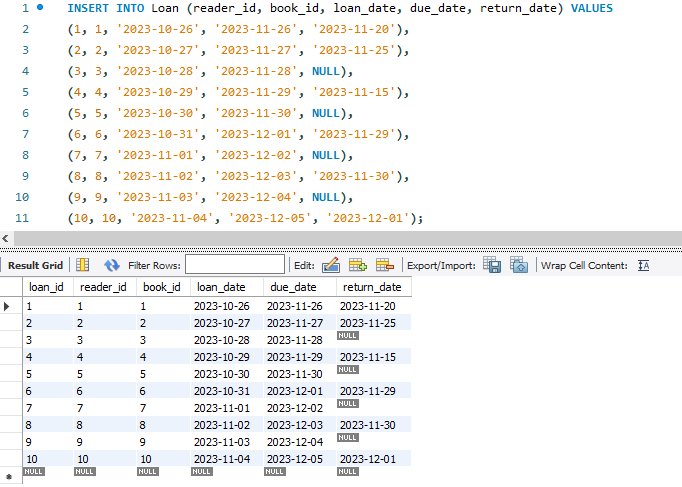 1 INSERT INTO Loan (reader_id, book_id, loan_date, due_date, return_date) VALUES
2 (1, 1, '2023-10-26', '2023-11-26', '2023-11-20'),
3 (2, 2, '2023-10-27', '2023-11-27', '2023-11-25'),
4 (3, 3, '2023-10-28', '2023-11-28', NULL),
5 (4, 4, '2023-10-29', '2023-11-29', '2023-11-15'),
6 (5, 5, '2023-10-30', '2023-11-30', NULL),
7 (6, 6, '2023-10-31', '2023-12-01', '2023-11-29'),
8 (7, 7, '2023-11-01', '2023-12-02', NULL),
9 (8, 8, '2023-11-02', '2023-12-03', '2023-11-30'),
10 (9, 9, '2023-11-03', '2023-12-04', NULL),
11 (10, 10, '2023-11-04', '2023-12-05', '2023-12-01');
Result Grid Filter Rows: Edit: Export/Import: Wrap Cell Content:
loan_id reader_id book_id loan_date due_date return_date
1 1 1 2023-10-26 2023-11-26 2023-11-20
2 2 2 2023-10-27 2023-11-27 2023-11-25
3 3 3 2023-10-28 2023-11-28 NULL
4 4 4 2023-10-29 2023-11-29 2023-11-15
5 5 5 2023-10-30 2023-11-30 NULL
6 6 6 2023-10-31 2023-12-01 2023-11-29
7 7 7 2023-11-01 2023-12-02 NULL
8 8 8 2023-11-02 2023-12-03 2023-11-30
9 9 9 2023-11-03 2023-12-04 NULL
10 10 10 2023-11-04 2023-12-05 2023-12-01
NULL NULL NULL NULL NULL NULL